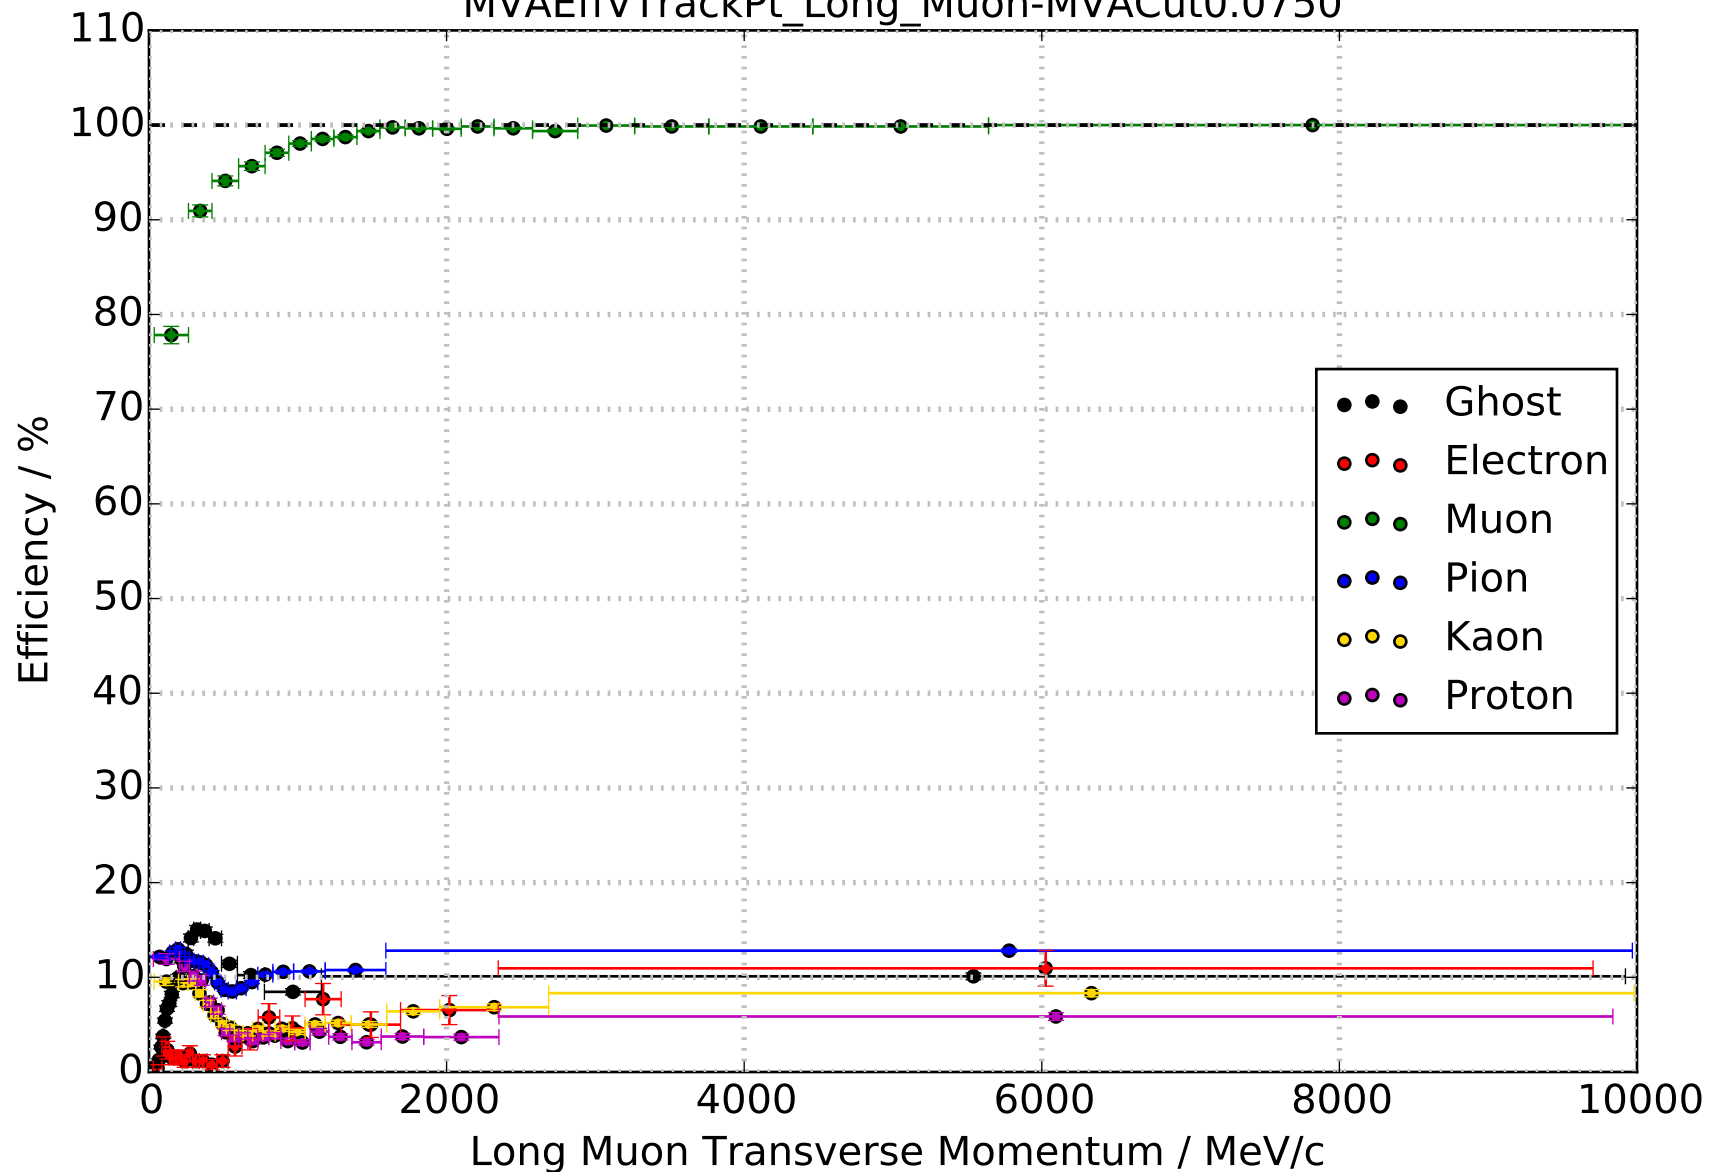 MVAEffVTrackPt_Long_Muon-MVACut0.0750
110
100
90
80
70
60
50
40
30
20
10
0
Efficiency / %
Ghost
Electron
Muon
Pion
Kaon
Proton
0 2000 4000 6000 8000 10000
Long Muon Transverse Momentum / MeV/c